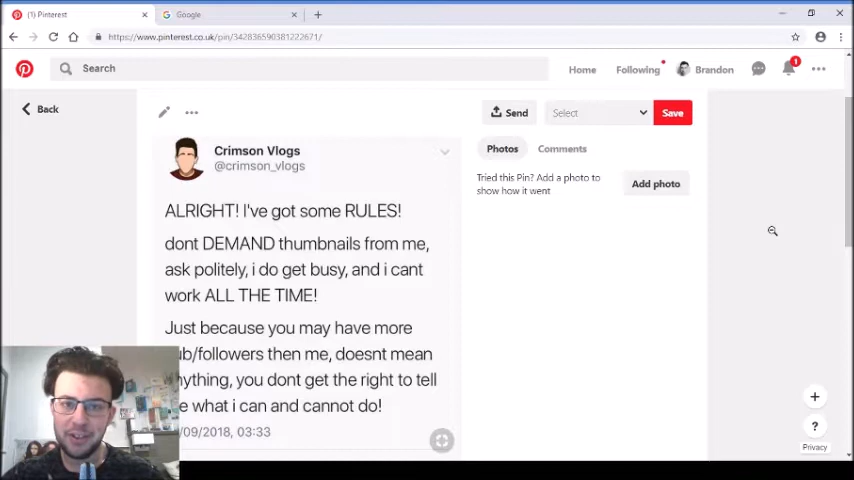 (1) Pinterest
Google
https://www.pinterest.co.uk/pin/342836590381222671/
Search
Home
Following
Brandon
1
Back
Send
Select
Save
Crimson Vlogs
@crimson_vlogs
Photos
Comments
Tried this Pin? Add a photo to
show how it went
Add photo
ALRIGHT! I've got some RULES!
dont DEMAND thumbnails from me,
ask politely, i do get busy, and i cant
work ALL THE TIME!
Just because you may have more
ub/followers then me, doesnt mean
nything, you dont get the right to tell
e what i can and cannot do!
/09/2018, 03:33
Privacy